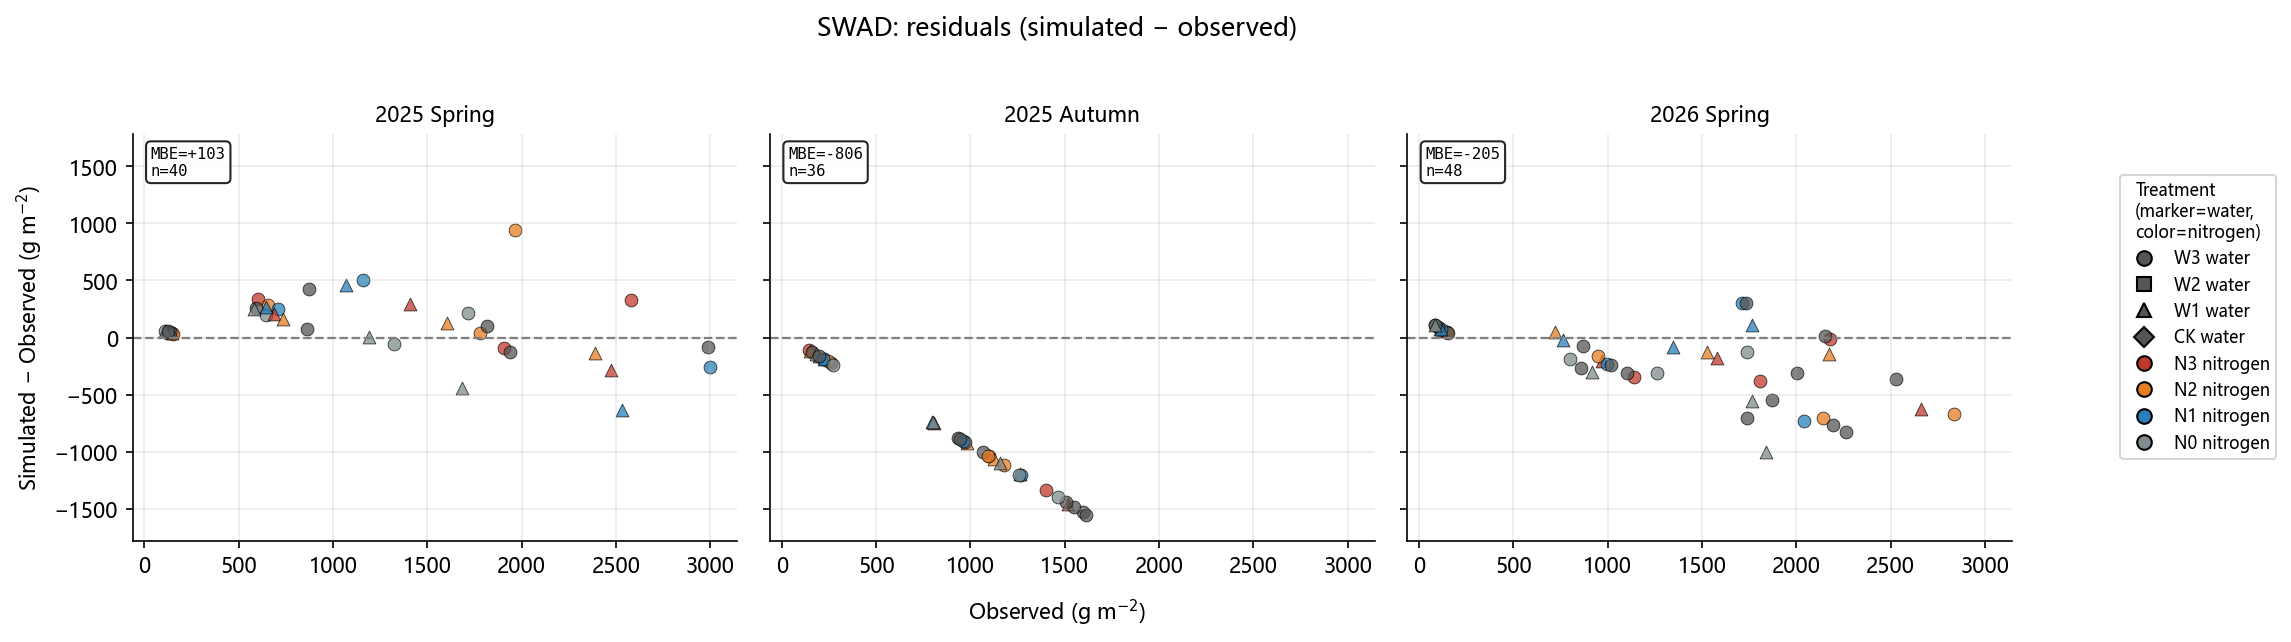 SWAD: residuals (simulated − observed)
2025 Spring
2025 Autumn
2026 Spring
MBE=+103
n=40
MBE=-806
n=36
MBE=-205
n=48
Simulated − Observed (g m⁻²)
1500
1000
500
0
−500
−1000
−1500
0 500 1000 1500 2000 2500 3000
0 500 1000 1500 2000 2500 3000
0 500 1000 1500 2000 2500 3000
Observed (g m⁻²)
Treatment
(marker=water,
color=nitrogen)
W3 water
W2 water
W1 water
CK water
N3 nitrogen
N2 nitrogen
N1 nitrogen
N0 nitrogen